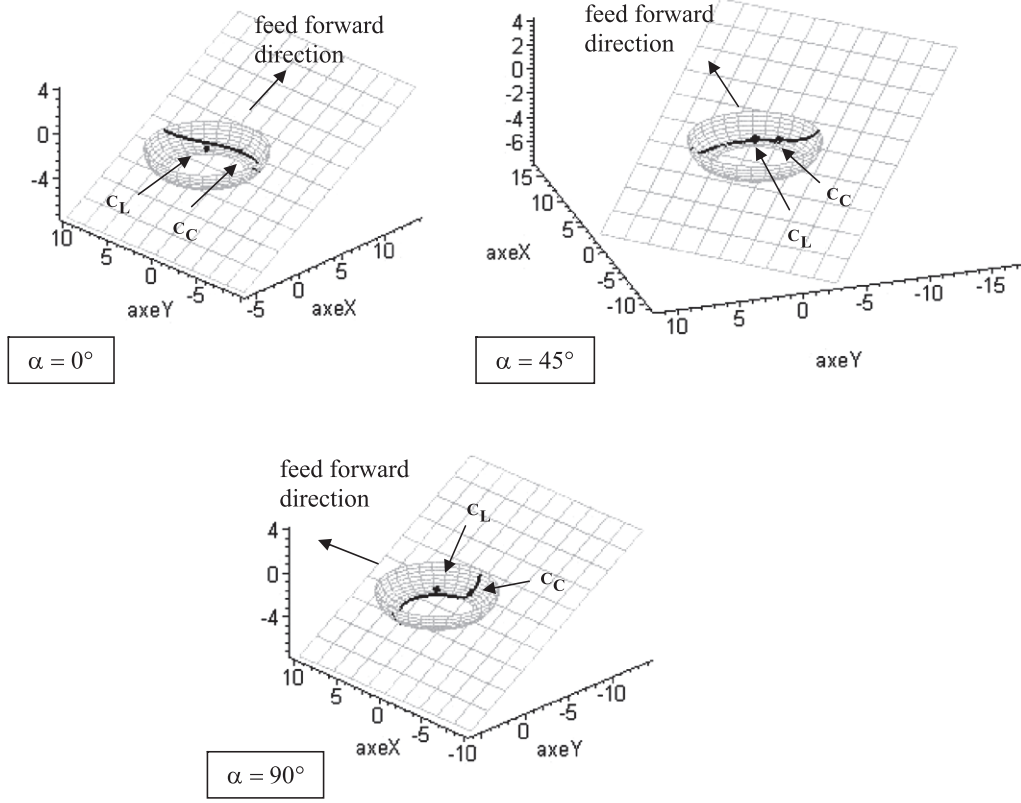 feed forward
direction
4
0
-4
C_L
C_C
10
5
0
-5
axeY
-5
0
5
10
axeX
α = 0°
feed forward
direction
4
2
0
-2
-4
-6
15
10
5
0
-5
-10
axeX
C_C
C_L
10
5
0
-5
-10
-15
axeY
α = 45°
feed forward
direction
C_L
C_C
4
0
-4
10
5
0
-5
-10
axeX
0
-5
-10
axeY
α = 90°